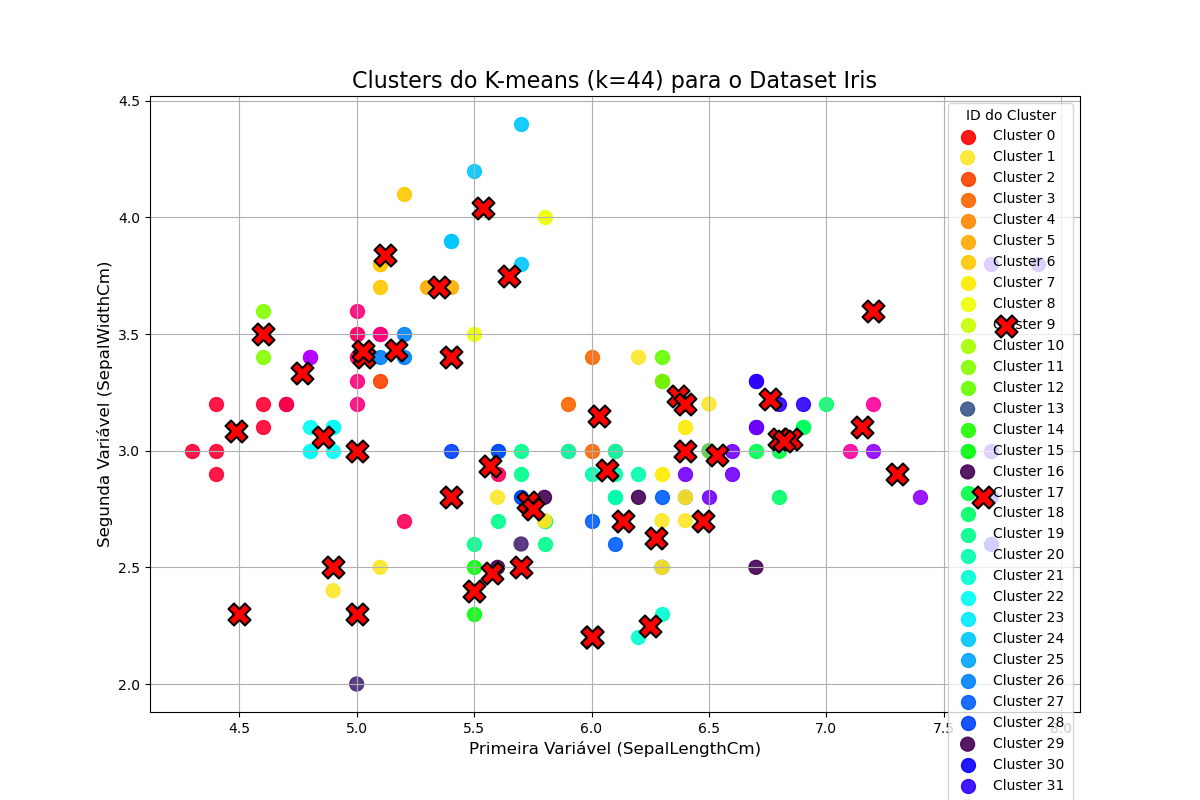 Clusters do K-means (k=44) para o Dataset Iris
Segunda Variável (SepalWidthCm)
4.5
4.0
3.5
3.0
2.5
2.0
4.5
5.0
5.5
6.0
6.5
7.0
7.5
8.0
Primeira Variável (SepalLengthCm)
ID do Cluster
Cluster 0
Cluster 1
Cluster 2
Cluster 3
Cluster 4
Cluster 5
Cluster 6
Cluster 7
Cluster 8
Cluster 9
Cluster 10
Cluster 11
Cluster 12
Cluster 13
Cluster 14
Cluster 15
Cluster 16
Cluster 17
Cluster 18
Cluster 19
Cluster 20
Cluster 21
Cluster 22
Cluster 23
Cluster 24
Cluster 25
Cluster 26
Cluster 27
Cluster 28
Cluster 29
Cluster 30
Cluster 31